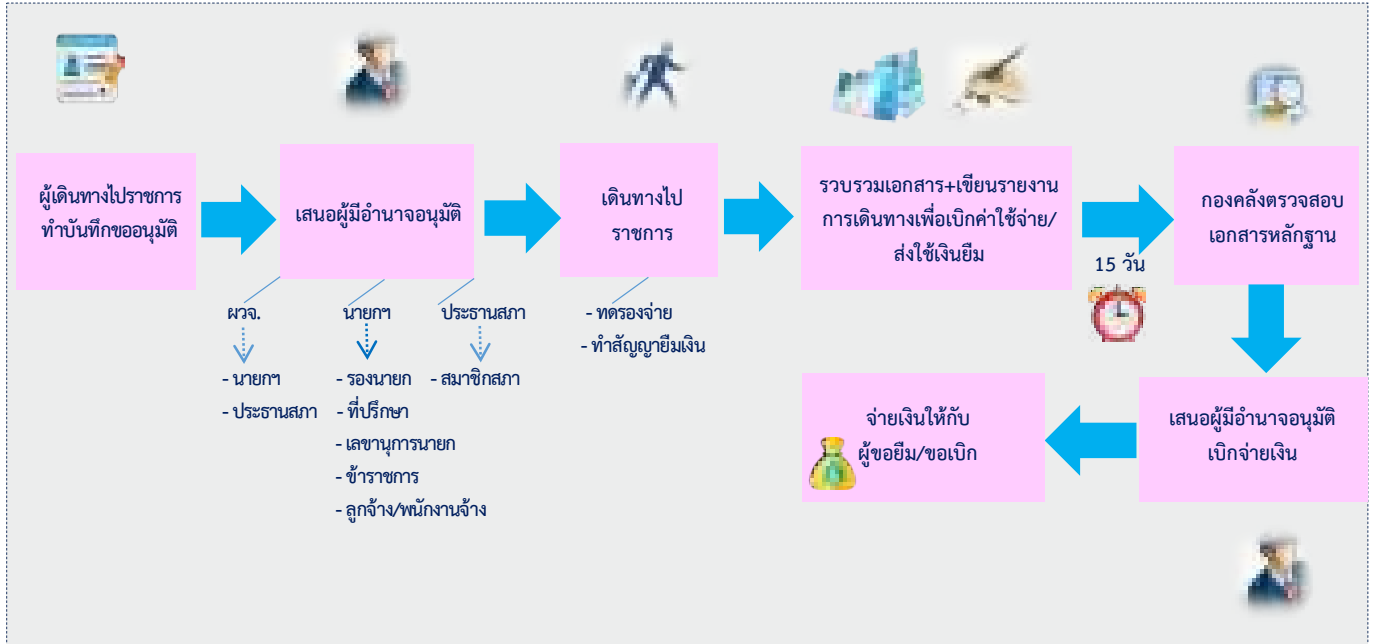 ผู้เดินทางไปราชการ
ทำบันทึกขออนุมัติ
เสนอผู้มีอำนาจอนุมัติ
เดินทางไป
ราชการ
รวบรวมเอกสาร+เขียนรายงาน
การเดินทางเพื่อเบิกค่าใช้จ่าย/
ส่งใช้เงินยืม
15 วัน
กองคลังตรวจสอบ
เอกสารหลักฐาน
ผวจ.
- นายกฯ
- ประธานสภา
นายกฯ
- รองนายก
- ที่ปรึกษา
- เลขานุการนายก
- ข้าราชการ
- ลูกจ้าง/พนักงานจ้าง
ประธานสภา
- สมาชิกสภา
- ทดรองจ่าย
- ทำสัญญายืมเงิน
เสนอผู้มีอำนาจอนุมัติ
เบิกจ่ายเงิน
จ่ายเงินให้กับ
ผู้ขอยืม/ขอเบิก